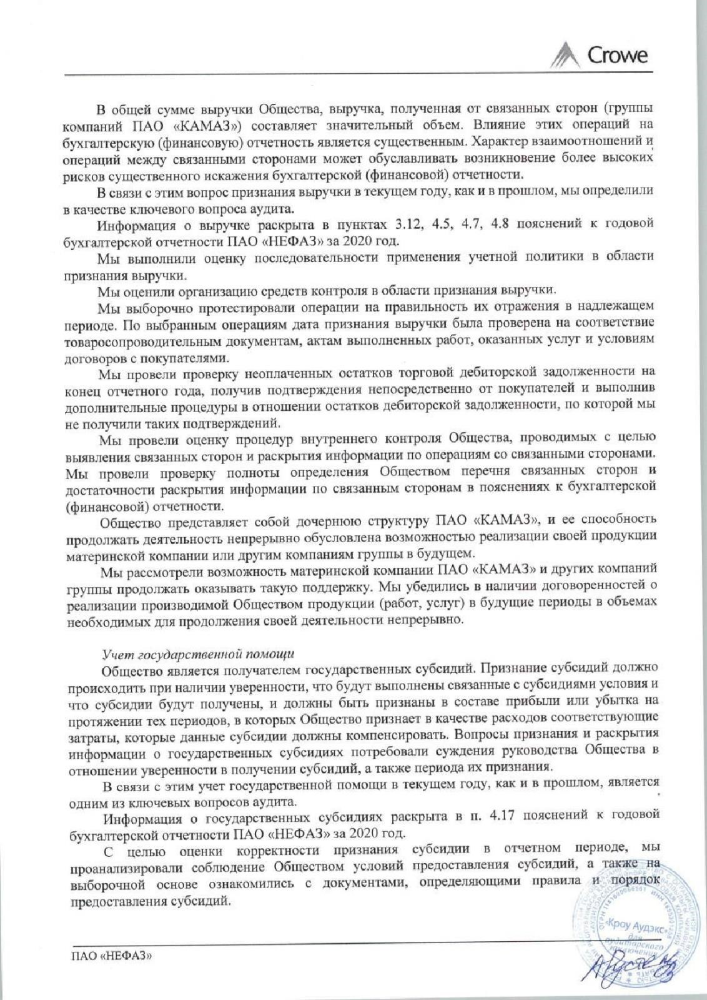 Crowe
В общей сумме выручки Общества, выручка, полученная от связанных сторон (группы
компаний ПАО «КАМАЗ») составляет значительный объем. Влияние этих операций на
бухгалтерскую (финансовую) отчетность является существенным. Характер взаимоотношений и
операций между связанными сторонами может обуславливать возникновение более высоких
рисков существенного искажения бухгалтерской (финансовой) отчетности.
В связи с этим вопрос признания выручки в текущем году, как и в прошлом, мы определили
в качестве ключевого вопроса аудита.
Информация о выручке раскрыта в пунктах 3.12, 4.5, 4.7, 4.8 пояснений к годовой
бухгалтерской отчетности ПАО «НЕФАЗ» за 2020 год.
Мы выполнили оценку последовательности применения учетной политики в области
признания выручки.
Мы оценили организацию средств контроля в области признания выручки.
Мы выборочно протестировали операции на правильность их отражения в надлежащем
периоде. По выбранным операциям дата признания выручки была проверена на соответствие
товаросопроводительным документам, актам выполненных работ, оказанных услуг и условиям
договоров с покупателями.
Мы провели проверку неоплаченных остатков торговой дебиторской задолженности на
конец отчетного года, получив подтверждения непосредственно от покупателей и выполнив
дополнительные процедуры в отношении остатков дебиторской задолженности, по которой мы
не получили таких подтверждений.
Мы провели оценку процедур внутреннего контроля Общества, проводимых с целью
выявления связанных сторон и раскрытия информации по операциям со связанными сторонами.
Мы провели проверку полноты определения Обществом перечня связанных сторон и
достаточности раскрытия информации по связанным сторонам в пояснениях к бухгалтерской
(финансовой) отчетности.
Общество представляет собой дочернюю структуру ПАО «КАМАЗ», и ее способность
продолжать деятельность непрерывно обусловлена возможностью реализации своей продукции
материнской компании или другим компаниям группы в будущем.
Мы рассмотрели возможность материнской компании ПАО «КАМАЗ» и других компаний
группы продолжать оказывать такую поддержку. Мы убедились в наличии договоренностей о
реализации производимой Обществом продукции (работ, услуг) в будущие периоды в объемах
необходимых для продолжения своей деятельности непрерывно.
Учет государственной помощи
Общество является получателем государственных субсидий. Признание субсидий должно
происходить при наличии уверенности, что будут выполнены связанные с субсидиями условия и
что субсидии будут получены, и должны быть признаны в составе прибыли или убытка на
протяжении тех периодов, в которых Общество признает в качестве расходов соответствующие
затраты, которые данные субсидии должны компенсировать. Вопросы признания и раскрытия
информации о государственных субсидиях потребовали суждения руководства Общества в
отношении уверенности в получении субсидий, а также периода их признания.
В связи с этим учет государственной помощи в текущем году, как и в прошлом, является
одним из ключевых вопросов аудита.
Информация о государственных субсидиях раскрыта в п. 4.17 пояснений к годовой
бухгалтерской отчетности ПАО «НЕФАЗ» за 2020 год.
С целью оценки корректности признания субсидии в отчетном периоде, мы
проанализировали соблюдение Обществом условий предоставления субсидий, а также на
выборочной основе ознакомились с документами, определяющими правила и порядок
предоставления субсидий.
«Кроу Аудэкс»
для
аудиторского
заключения
ПАО «НЕФАЗ»